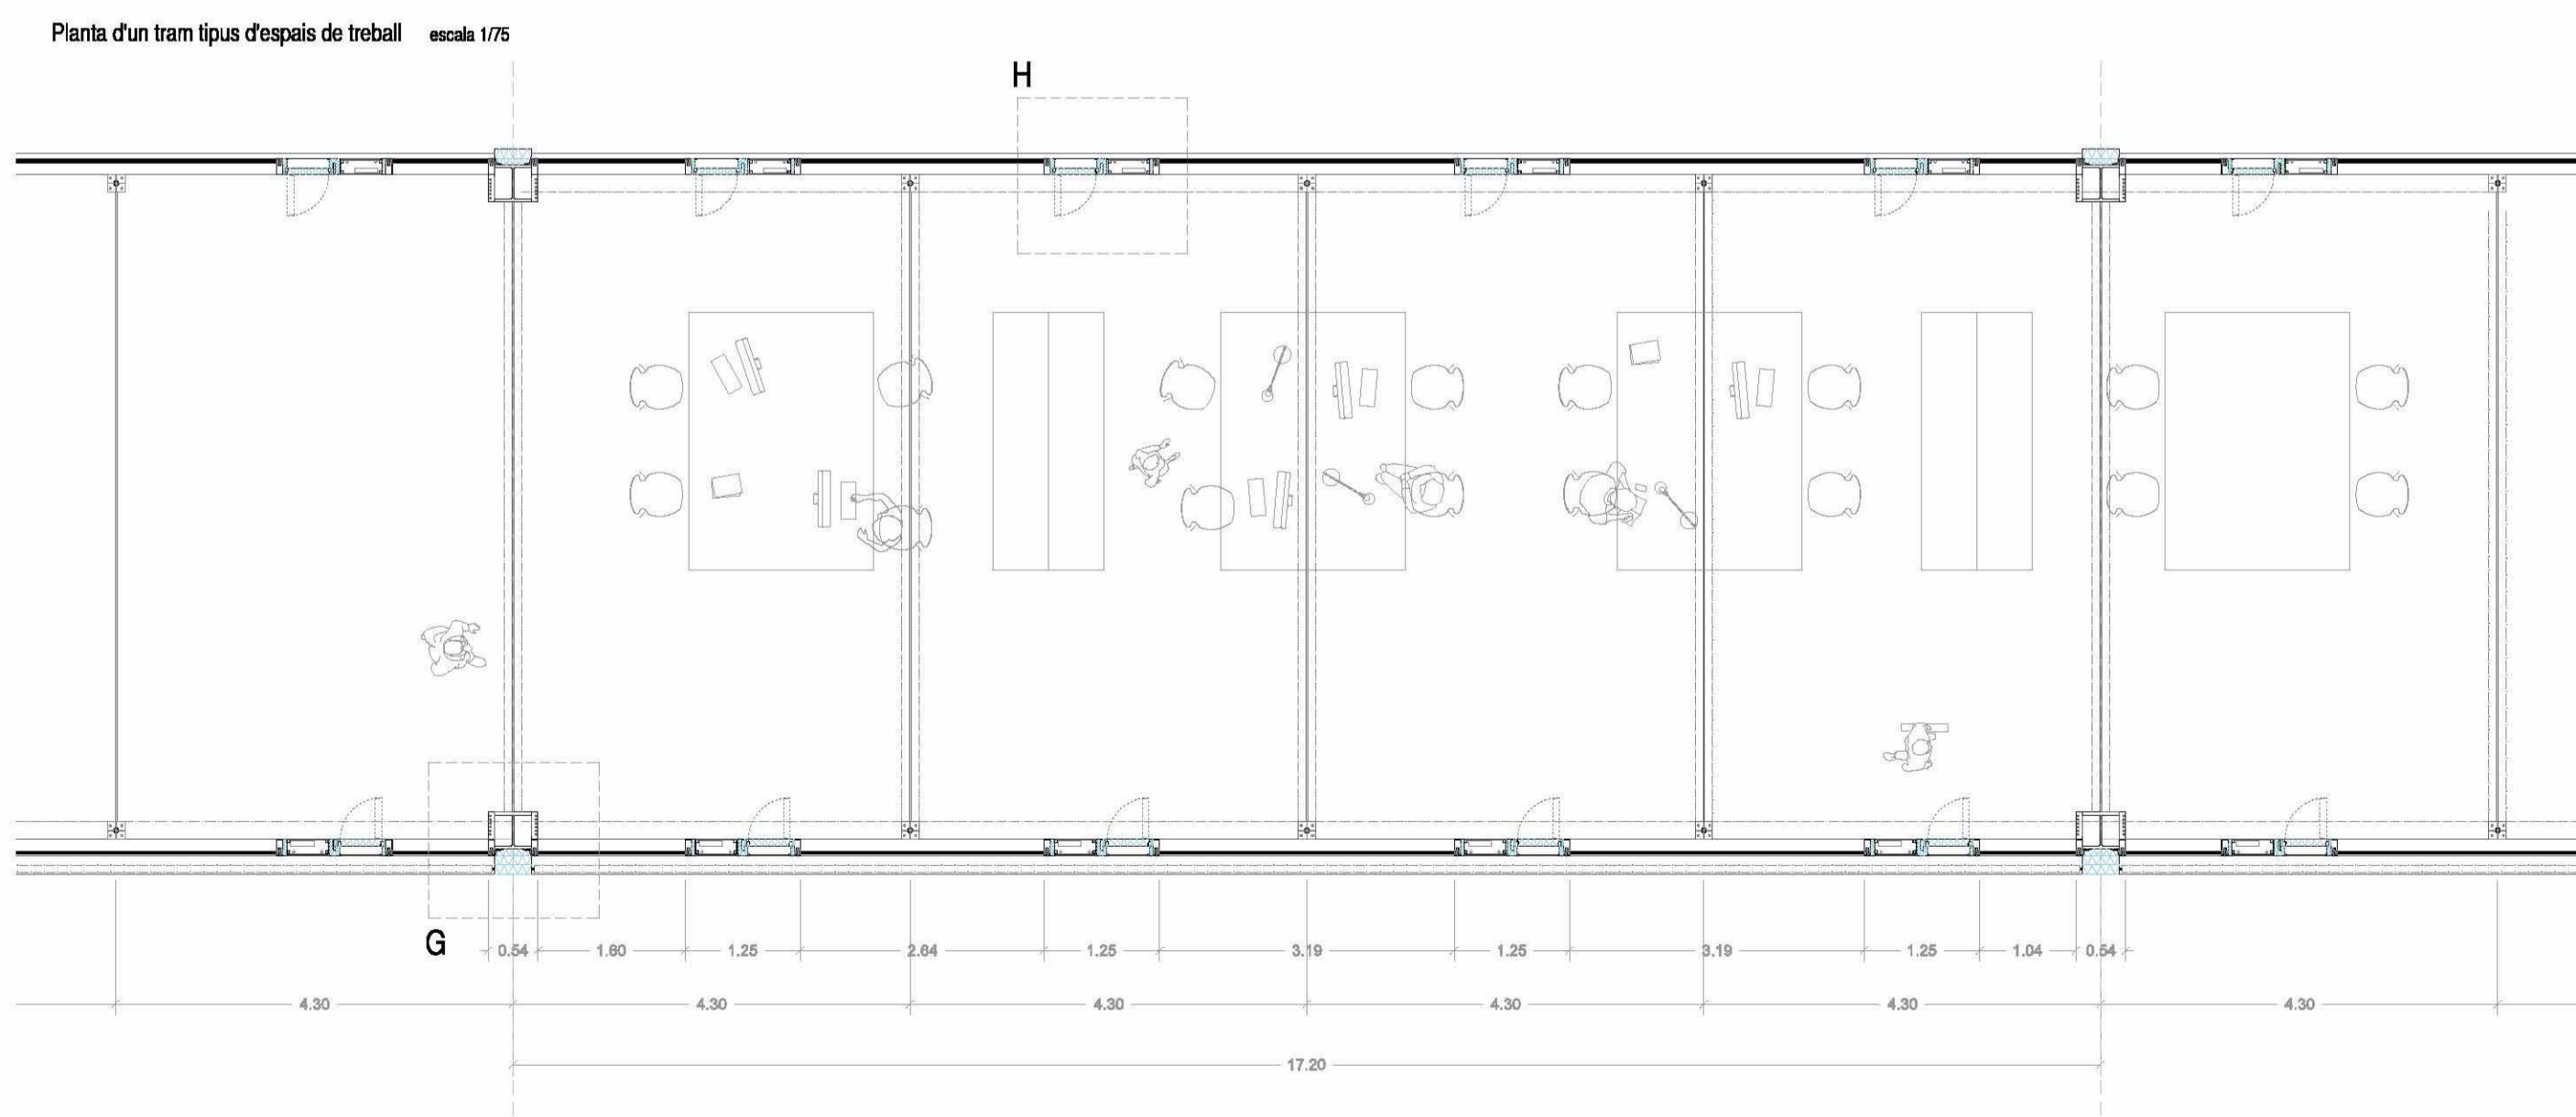 Planta d'un tram tipus d'espais de treball escala 1/75
H
G
0.54 1.60 1.25 2.64 1.25 3.19 1.25 3.19 1.25 1.04 0.54
4.30 4.30 4.30 4.30 4.30 4.30
17.20